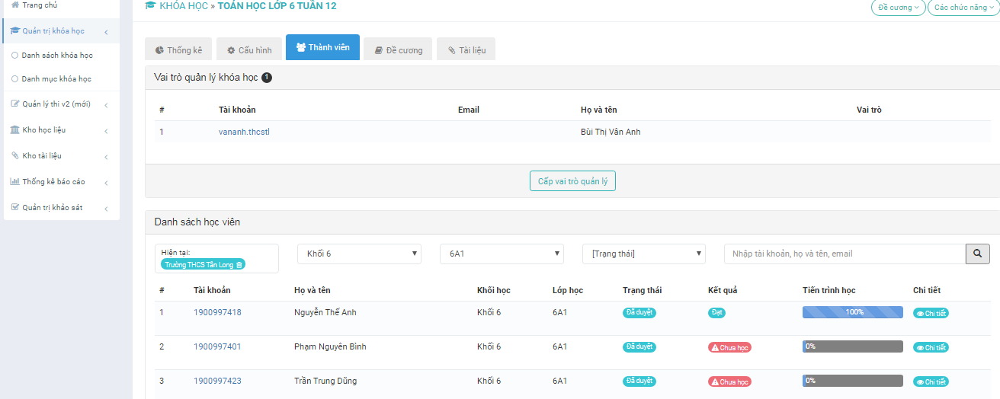 Trang chủ
KHÓA HỌC » TOÁN HỌC LỚP 6 TUẦN 12
Đề cương
Các chức năng
Quản trị khóa học
Danh sách khóa học
Danh mục khóa học
Quản lý thi v2 (mới)
Kho học liệu
Kho tài liệu
Thống kê báo cáo
Quản trị khảo sát
Thống kê
Cấu hình
Thành viên
Đề cương
Tài liệu
Vai trò quản lý khóa học 1
# Tài khoản Email Họ và tên Vai trò
1 vananh.thcstl Bùi Thị Vân Anh
Cấp vai trò quản lý
Danh sách học viên
Hiện tại:
Trường THCS Tân Long
Khối 6
6A1
[Trạng thái]
Nhập tài khoản, họ và tên, email
# Tài khoản Họ và tên Khối học Lớp học Trạng thái Kết quả Tiến trình học Chi tiết
1 1900997418 Nguyễn Thế Anh Khối 6 6A1 Đã duyệt Đạt 100% Chi tiết
2 1900997401 Phạm Nguyên Bình Khối 6 6A1 Đã duyệt Chưa học 0% Chi tiết
3 1900997423 Trần Trung Dũng Khối 6 6A1 Đã duyệt Chưa học 0% Chi tiết